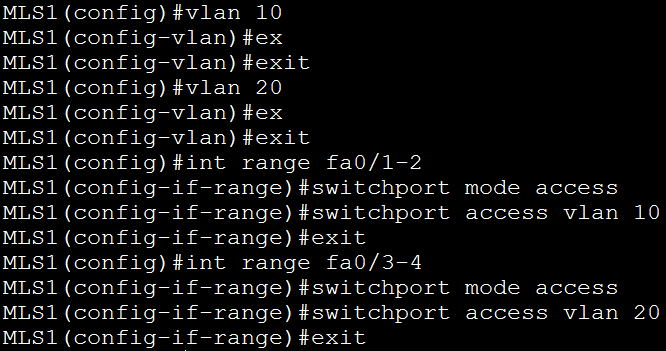 MLS1(config)#vlan 10
MLS1(config-vlan)#ex
MLS1(config-vlan)#exit
MLS1(config)#vlan 20
MLS1(config-vlan)#ex
MLS1(config-vlan)#exit
MLS1(config)#int range fa0/1-2
MLS1(config-if-range)#switchport mode access
MLS1(config-if-range)#switchport access vlan 10
MLS1(config-if-range)#exit
MLS1(config)#int range fa0/3-4
MLS1(config-if-range)#switchport mode access
MLS1(config-if-range)#switchport access vlan 20
MLS1(config-if-range)#exit